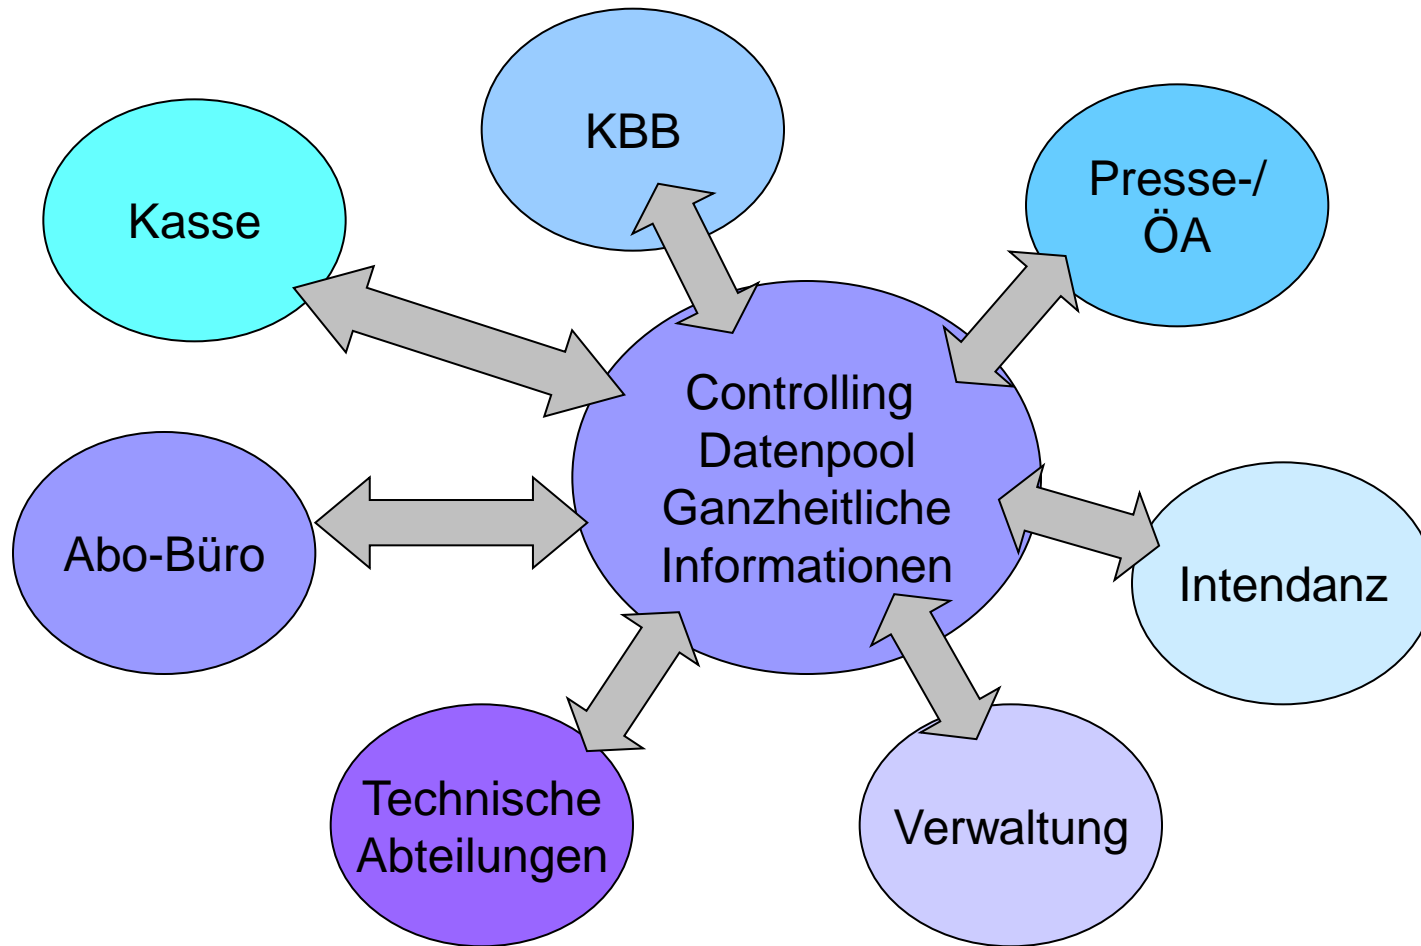 KBB
Presse-/
ÖA
Kasse
Controlling
Datenpool
Ganzheitliche
Informationen
Abo-Büro
Intendanz
Technische
Abteilungen
Verwaltung